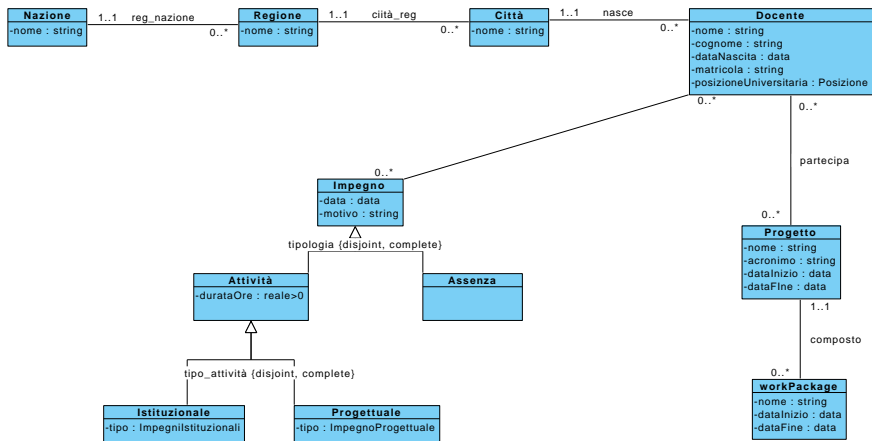 Nazione
-nome : string
1..1 reg_nazione
0..*
Regione
-nome : string
1..1 ciità_reg
0..*
Città
-nome : string
1..1 nasce
0..*
Docente
-nome : string
-cognome : string
-dataNascita : data
-matricola : string
-posizioneUniversitaria : Posizione
0..*
0..*
partecipa
0..*
Impegno
-data : data
-motivo : string
0..*
Progetto
-nome : string
-acronimo : string
-dataInizio : data
-dataFIne : data
tipologia {disjoint, complete}
Attività
-durataOre : reale>0
Assenza
1..1
composto
0..*
tipo_attività {disjoint, complete}
workPackage
-nome : string
-dataInizio : data
-dataFine : data
Istituzionale
-tipo : ImpegniIstituzionali
Progettuale
-tipo : ImpegnoProgettuale